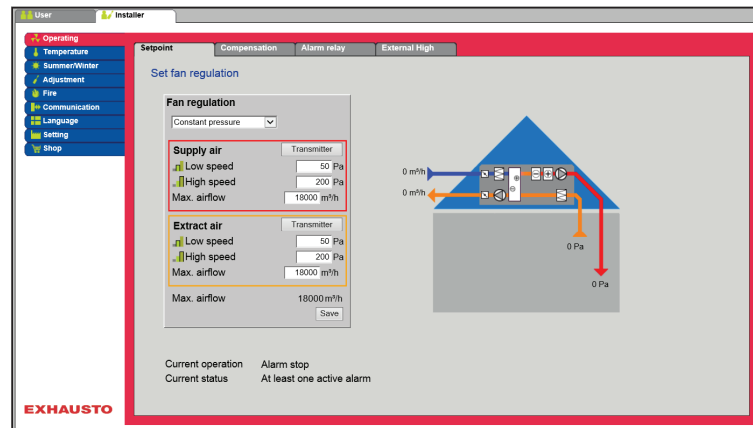 User Installer
Operating
Temperature
Summer/Winter
Adjustment
Fire
Communication
Language
Setting
Shop
Setpoint Compensation Alarm relay External High
Set fan regulation
Fan regulation
Constant pressure
Supply air Transmitter
Low speed 50 Pa
High speed 200 Pa
Max. airflow 18000 m³/h
Extract air Transmitter
Low speed 50 Pa
High speed 200 Pa
Max. airflow 18000 m³/h
Max. airflow 18000 m³/h
Save
0 m³/h
0 m³/h
0 Pa
0 Pa
Current operation Alarm stop
Current status At least one active alarm
EXHAUSTO